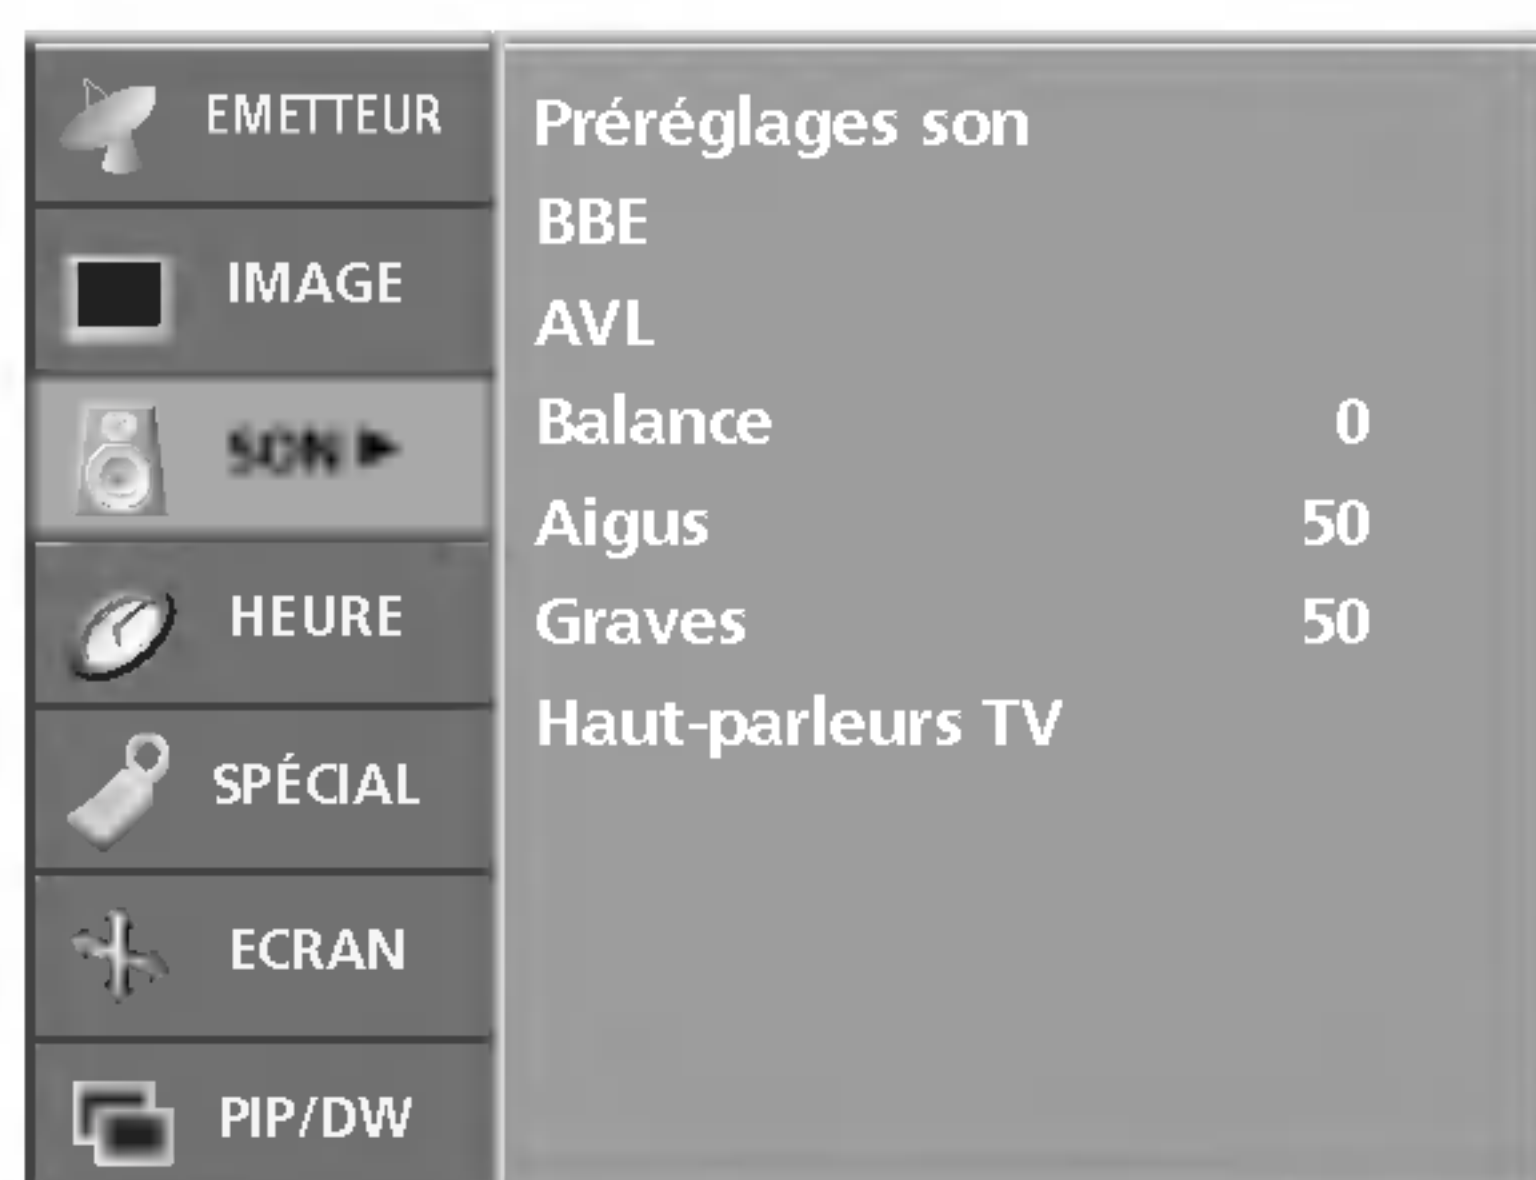 EMETTEUR
IMAGE
SON ►
HEURE
SPÉCIAL
ECRAN
PIP/DW
Préréglages son
BBE
AVL
Balance 0
Aigus 50
Graves 50
Haut-parleurs TV